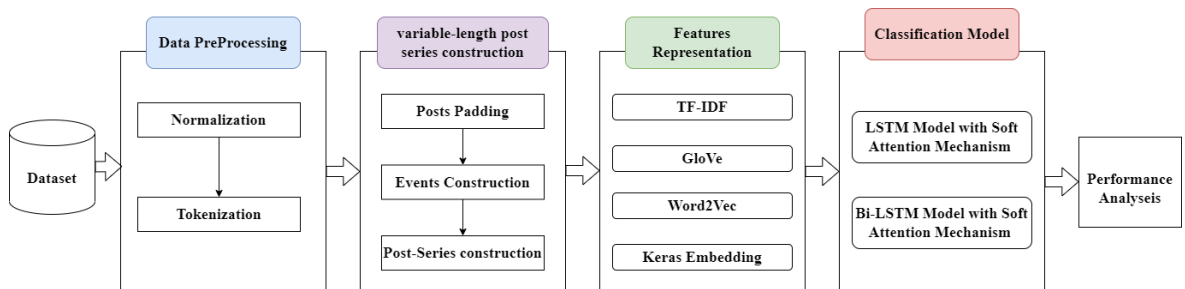 Dataset
Data PreProcessing
Normalization
Tokenization
variable-length post
series construction
Posts Padding
Events Construction
Post-Series construction
Features
Representation
TF-IDF
GloVe
Word2Vec
Keras Embedding
Classification Model
LSTM Model with Soft
Attention Mechanism
Bi-LSTM Model with Soft
Attention Mechanism
Performance
Analyseis